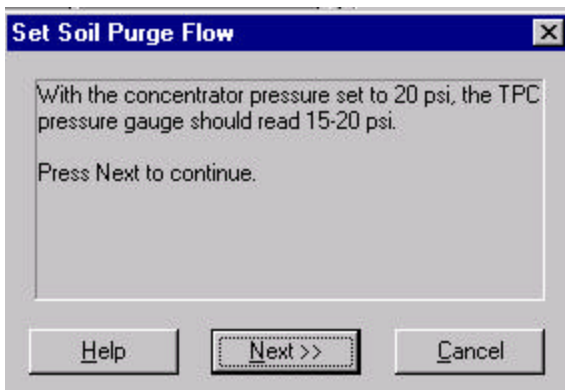 Set Soil Purge Flow
With the concentrator pressure set to 20 psi, the TPC
pressure gauge should read 15-20 psi.
Press Next to continue.
Help
Next >>
Cancel